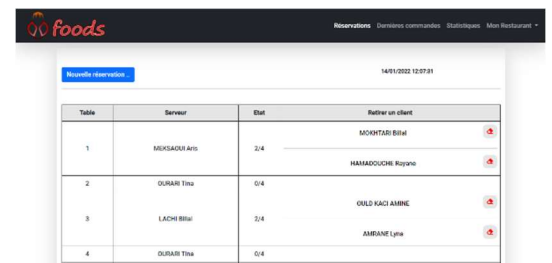 foods
Réservations Dernières commandes Statistiques Mon Restaurant
Nouvelle réservation ...
14/01/2022 12:07:31
Table Serveur Etat Retirer un client
1 MEKSAOUI Aris 2/4
MOKHTARI Billel
HAMADOUCHE Rayane
2 OURARI Tina 0/4
3 LACHI Billal 2/4
OULD KACI AMINE
AMRANE Lyna
4 OURARI Tina 0/4